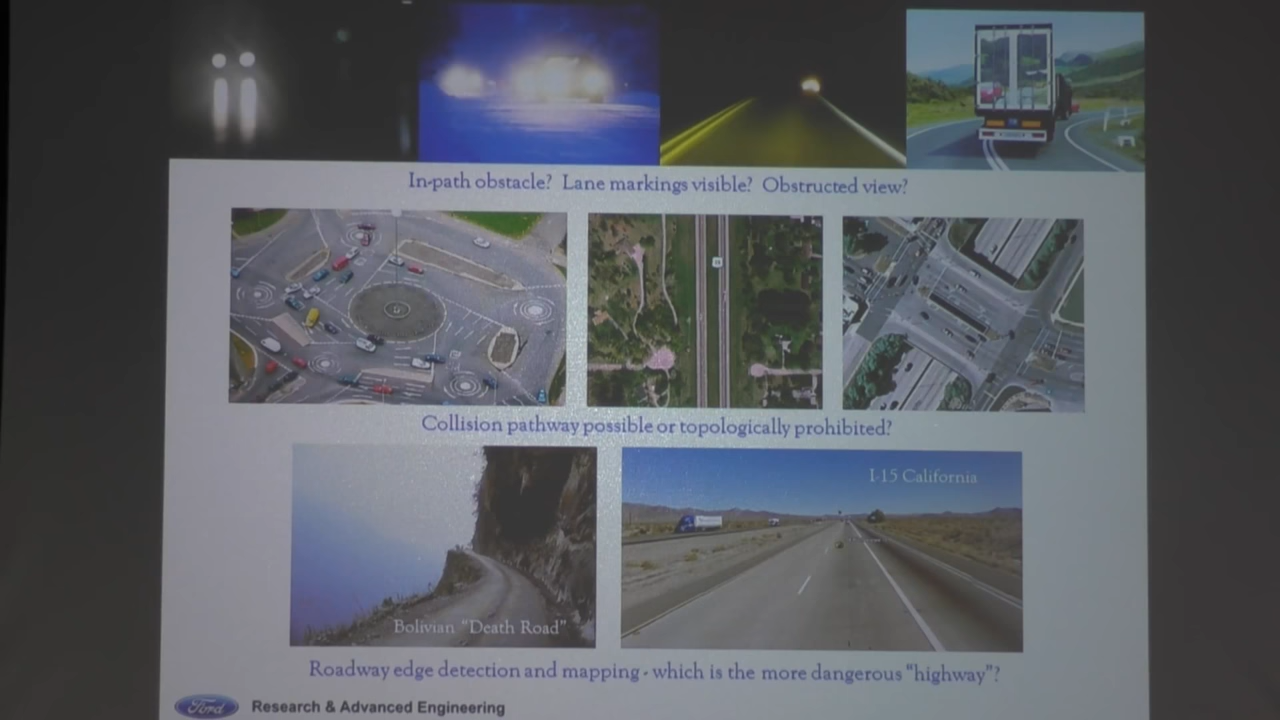 In-path obstacle? Lane markings visible? Obstructed view?
Collision pathway possible or topologically prohibited?
Bolivian "Death Road"
I-15 California
Roadway edge detection and mapping - which is the more dangerous "highway"?
Ford
Research & Advanced Engineering